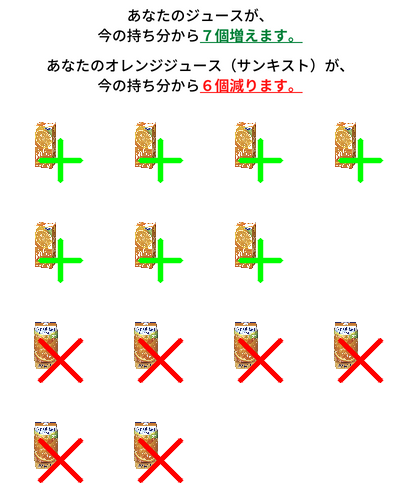 あなたのジュースが、
今の持ち分から７個増えます。
あなたのオレンジジュース（サンキスト）が、
今の持ち分から６個減ります。